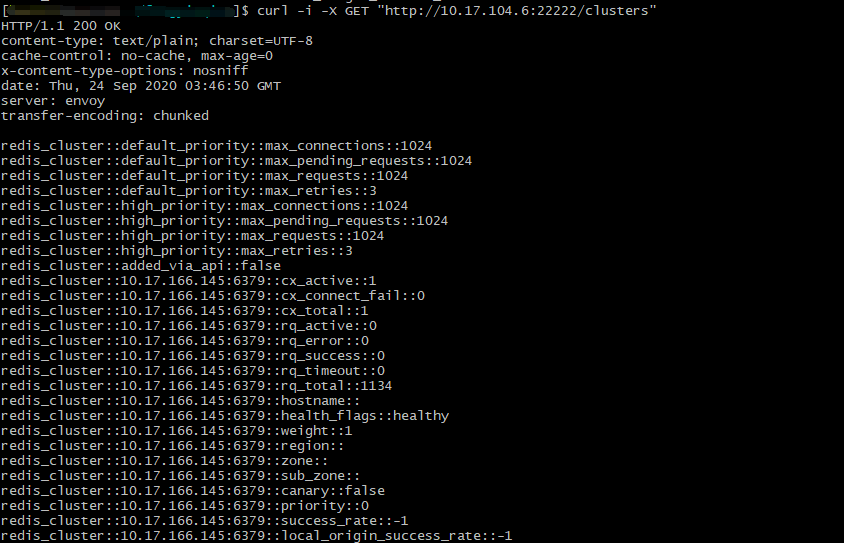 ]$ curl -i -X GET "http://10.17.104.6:22222/clusters"
HTTP/1.1 200 OK
content-type: text/plain; charset=UTF-8
cache-control: no-cache, max-age=0
x-content-type-options: nosniff
date: Thu, 24 Sep 2020 03:46:50 GMT
server: envoy
transfer-encoding: chunked
redis_cluster::default_priority::max_connections::1024
redis_cluster::default_priority::max_pending_requests::1024
redis_cluster::default_priority::max_requests::1024
redis_cluster::default_priority::max_retries::3
redis_cluster::high_priority::max_connections::1024
redis_cluster::high_priority::max_pending_requests::1024
redis_cluster::high_priority::max_requests::1024
redis_cluster::high_priority::max_retries::3
redis_cluster::added_via_api::false
redis_cluster::10.17.166.145:6379::cx_active::1
redis_cluster::10.17.166.145:6379::cx_connect_fail::0
redis_cluster::10.17.166.145:6379::cx_total::1
redis_cluster::10.17.166.145:6379::rq_active::0
redis_cluster::10.17.166.145:6379::rq_error::0
redis_cluster::10.17.166.145:6379::rq_success::0
redis_cluster::10.17.166.145:6379::rq_timeout::0
redis_cluster::10.17.166.145:6379::rq_total::1134
redis_cluster::10.17.166.145:6379::hostname::
redis_cluster::10.17.166.145:6379::health_flags::healthy
redis_cluster::10.17.166.145:6379::weight::1
redis_cluster::10.17.166.145:6379::region::
redis_cluster::10.17.166.145:6379::zone::
redis_cluster::10.17.166.145:6379::sub_zone::
redis_cluster::10.17.166.145:6379::canary::false
redis_cluster::10.17.166.145:6379::priority::0
redis_cluster::10.17.166.145:6379::success_rate::-1
redis_cluster::10.17.166.145:6379::local_origin_success_rate::-1